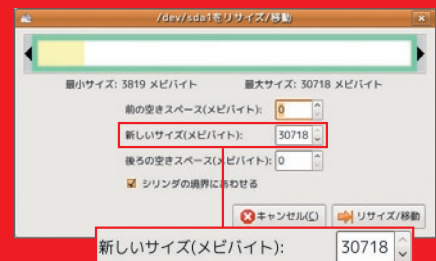 /dev/sda1をリサイズ/移動
最小サイズ: 3819 メビバイト 最大サイズ: 30718 メビバイト
前の空きスペース(メビバイト): 0
新しいサイズ(メビバイト): 30718
後ろの空きスペース(メビバイト): 0
シリンダの境界にあわせる
キャンセル(C) リサイズ/移動
新しいサイズ(メビバイト): 30718